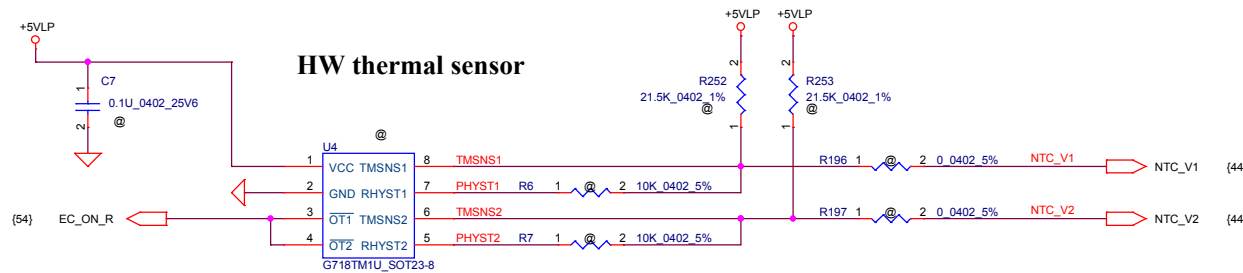 +5VLP +5VLP
+5VLP
HW thermal sensor
C7
1
0.1U_0402_25V6
2
@
2 2
R252 R253
21.5K_0402_1% 21.5K_0402_1%
@ @
1 1
@
U4
1 VCC TMSNS1 8 TMSNS1 R196 1 @ 2 0_0402_5% NTC_V1 NTC_V1 {44
2 GND RHYST1 7 PHYST1 R6 1 @ 2 10K_0402_5%
{54} EC_ON_R 3 OT1 TMSNS2 6 TMSNS2 R197 1 @ 2 0_0402_5% NTC_V2 NTC_V2 {44
4 OT2 RHYST2 5 PHYST2 R7 1 @ 2 10K_0402_5%
G718TM1U_SOT23-8